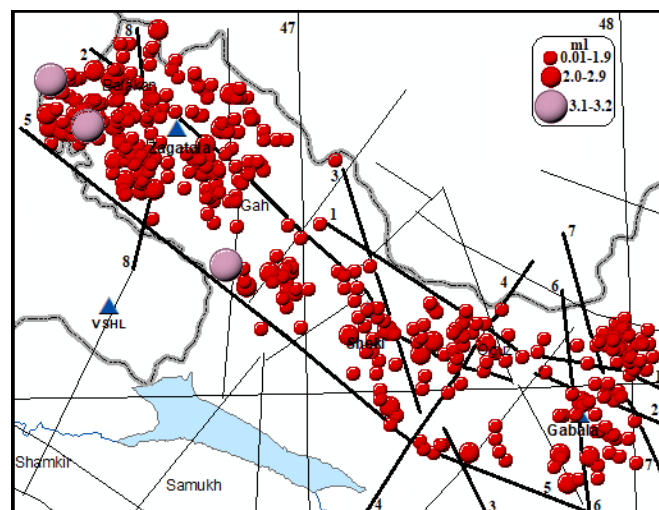 47
48
8
2
m1
0.01-1.9
2.0-2.9
3.1-3.2
Balakan
5
Zagatala
3
Gah
1
7
8
4
6
VSHL
Sheki
Oguz
1
2
Gabala
Shamkir
Samukh
7
5
4
3
6